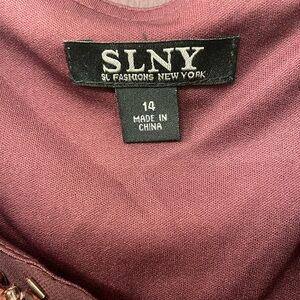 SLNY
SL FASHIONS NEW YORK
14
MADE IN
CHINA